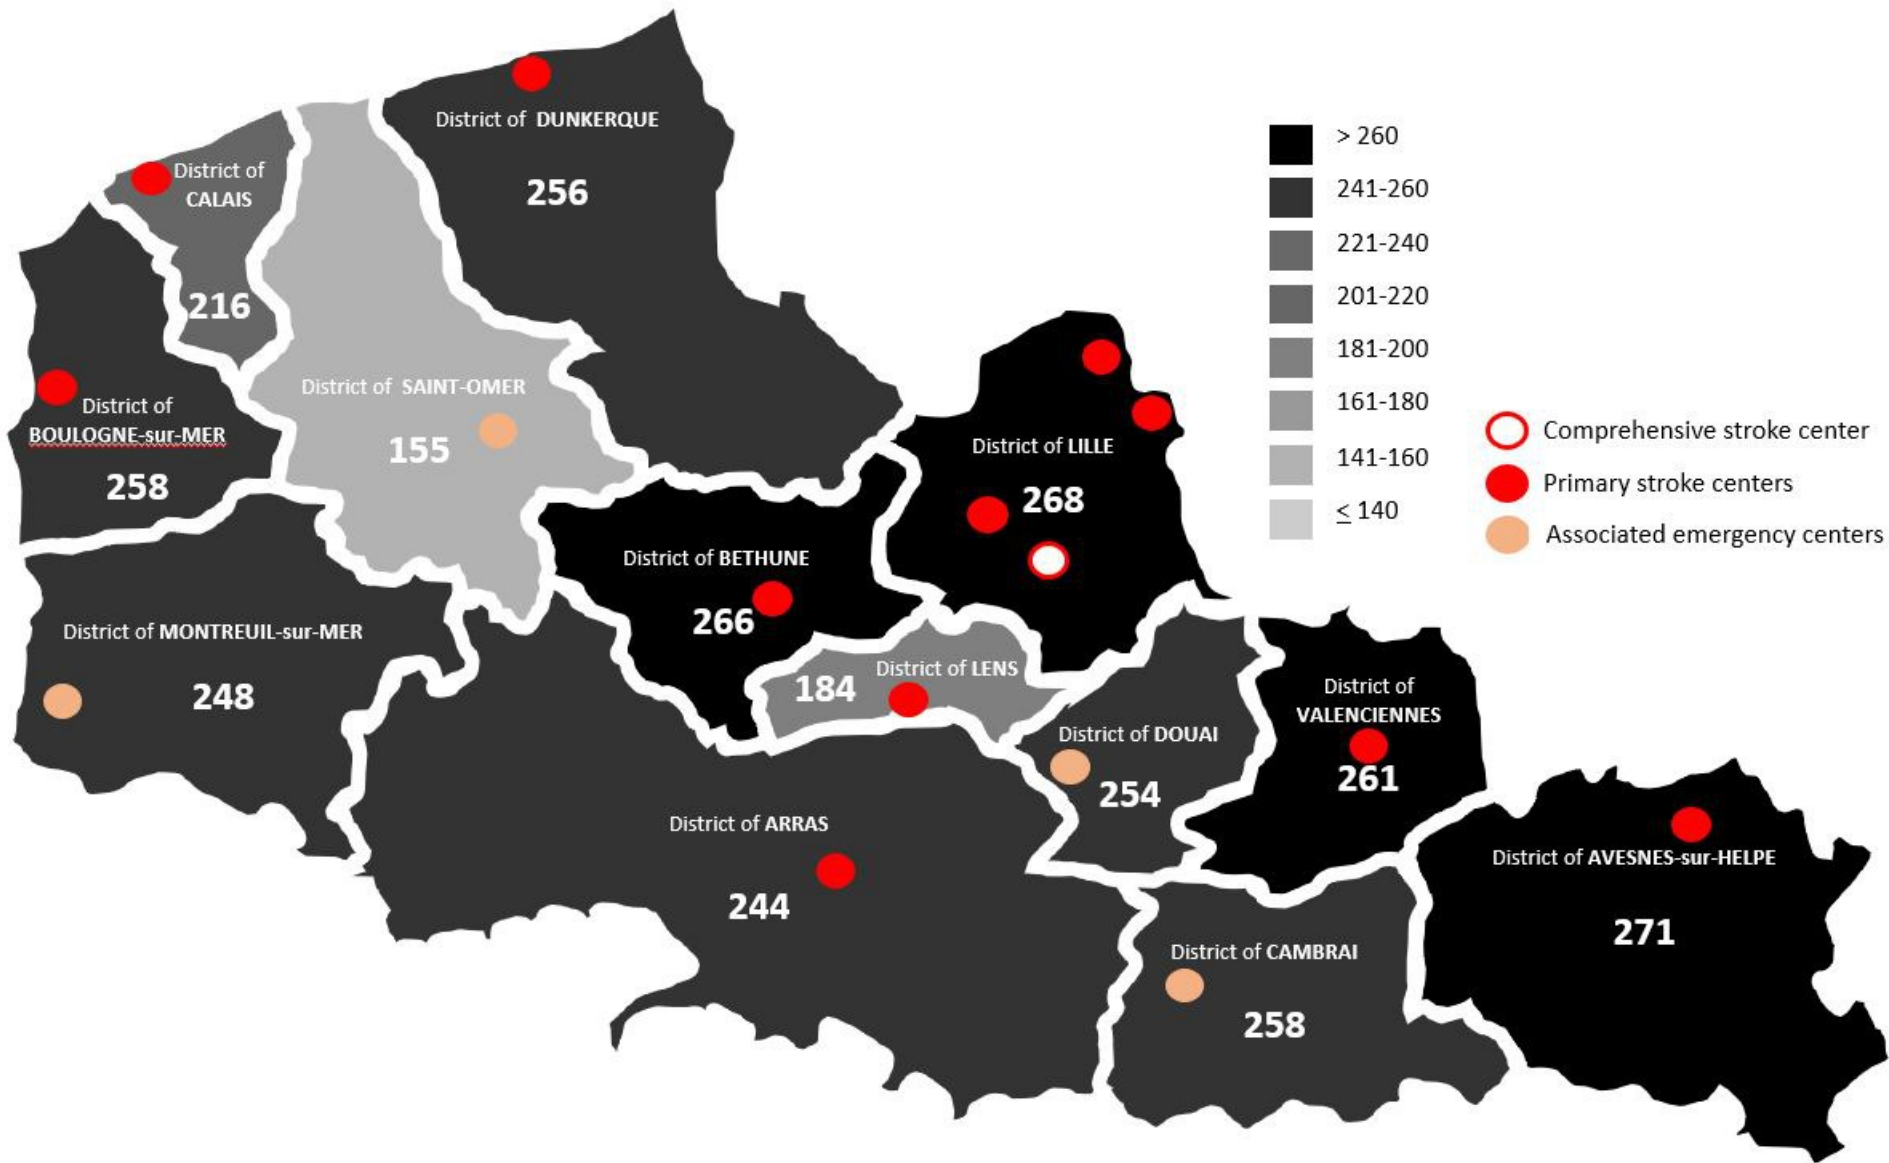 District of DUNKERQUE
256
District of
CALAIS
216
District of
BOULOGNE-sur-MER
258
District of SAINT-OMER
155
District of LILLE
268
District of BETHUNE
266
District of MONTREUIL-sur-MER
248
District of LENS
184
District of DOUAI
254
District of
VALENCIENNES
261
District of ARRAS
244
District of AVESNES-sur-HELPE
271
District of CAMBRAI
258
> 260
241-260
221-240
201-220
181-200
161-180
141-160
≤ 140
Comprehensive stroke center
Primary stroke centers
Associated emergency centers